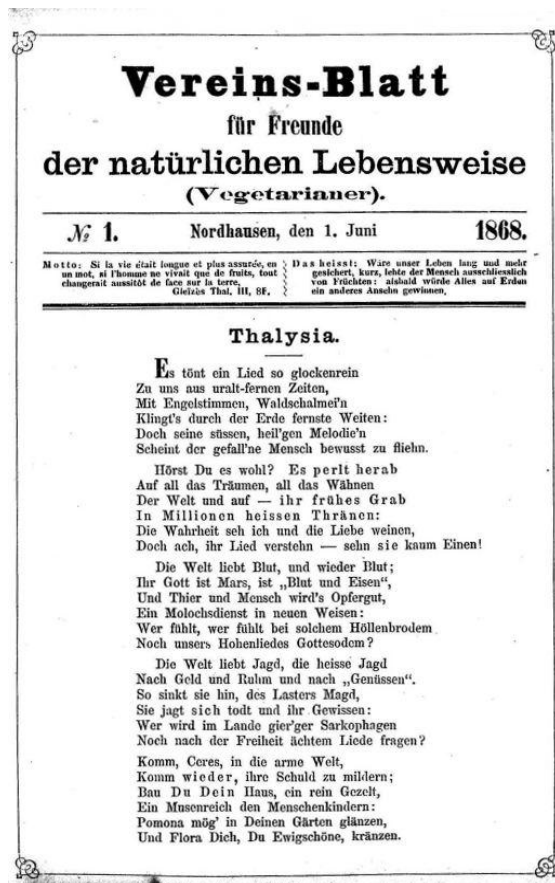 Vereins-Blatt
für Freunde
der natürlichen Lebensweise
(Vegetarianer).
№ 1. Nordhausen, den 1. Juni 1868.
Motto: Si la vie était longue et plus assurée, en
un mot, si l'homme ne vivait que de fruits, tout
changerait aussitôt de face sur la terre.
Gleïzès Thal, III, 8f.
Das heisst: Wäre unser Leben lang und mehr
gesichert, kurz, lebte der Mensch ausschliesslich
von Früchten: alsbald würde Alles auf Erden
ein anderes Ansehn gewinnen.
Thalysia.
Es tönt ein Lied so glockenrein
Zu uns aus uralt-fernen Zeiten,
Mit Engelstimmen, Waldschalmei'n
Klingt's durch der Erde fernste Weiten:
Doch seine süssen, heil'gen Melodie'n
Scheint der gefall'ne Mensch bewusst zu fliehn.
Hörst Du es wohl? Es perlt herab
Auf all das Träumen, all das Wähnen
Der Welt und auf — ihr frühes Grab
In Millionen heissen Thränen:
Die Wahrheit seh ich und die Liebe weinen,
Doch ach, ihr Lied verstehn — sehn sie kaum Einen!
Die Welt liebt Blut, und wieder Blut;
Ihr Gott ist Mars, ist „Blut und Eisen“,
Und Thier und Mensch wird's Opfergut,
Ein Molochsdienst in neuen Weisen:
Wer fühlt, wer fühlt bei solchem Höllenbrodem
Noch unsers Hohenliedes Gottesodem?
Die Welt liebt Jagd, die heisse Jagd
Nach Geld und Ruhm und nach „Genüssen“.
So sinkt sie hin, des Lasters Magd,
Sie jagt sich todt und ihr Gewissen:
Wer wird im Lande gier'ger Sarkophagen
Noch nach der Freiheit ächtem Liede fragen?
Komm, Ceres, in die arme Welt,
Komm wieder, ihre Schuld zu mildern;
Bau Du Dein Haus, ein rein Gezelt,
Ein Musenreich den Menschenkindern:
Pomona mög' in Deinen Gärten glänzen,
Und Flora Dich, Du Ewigschöne, kränzen.